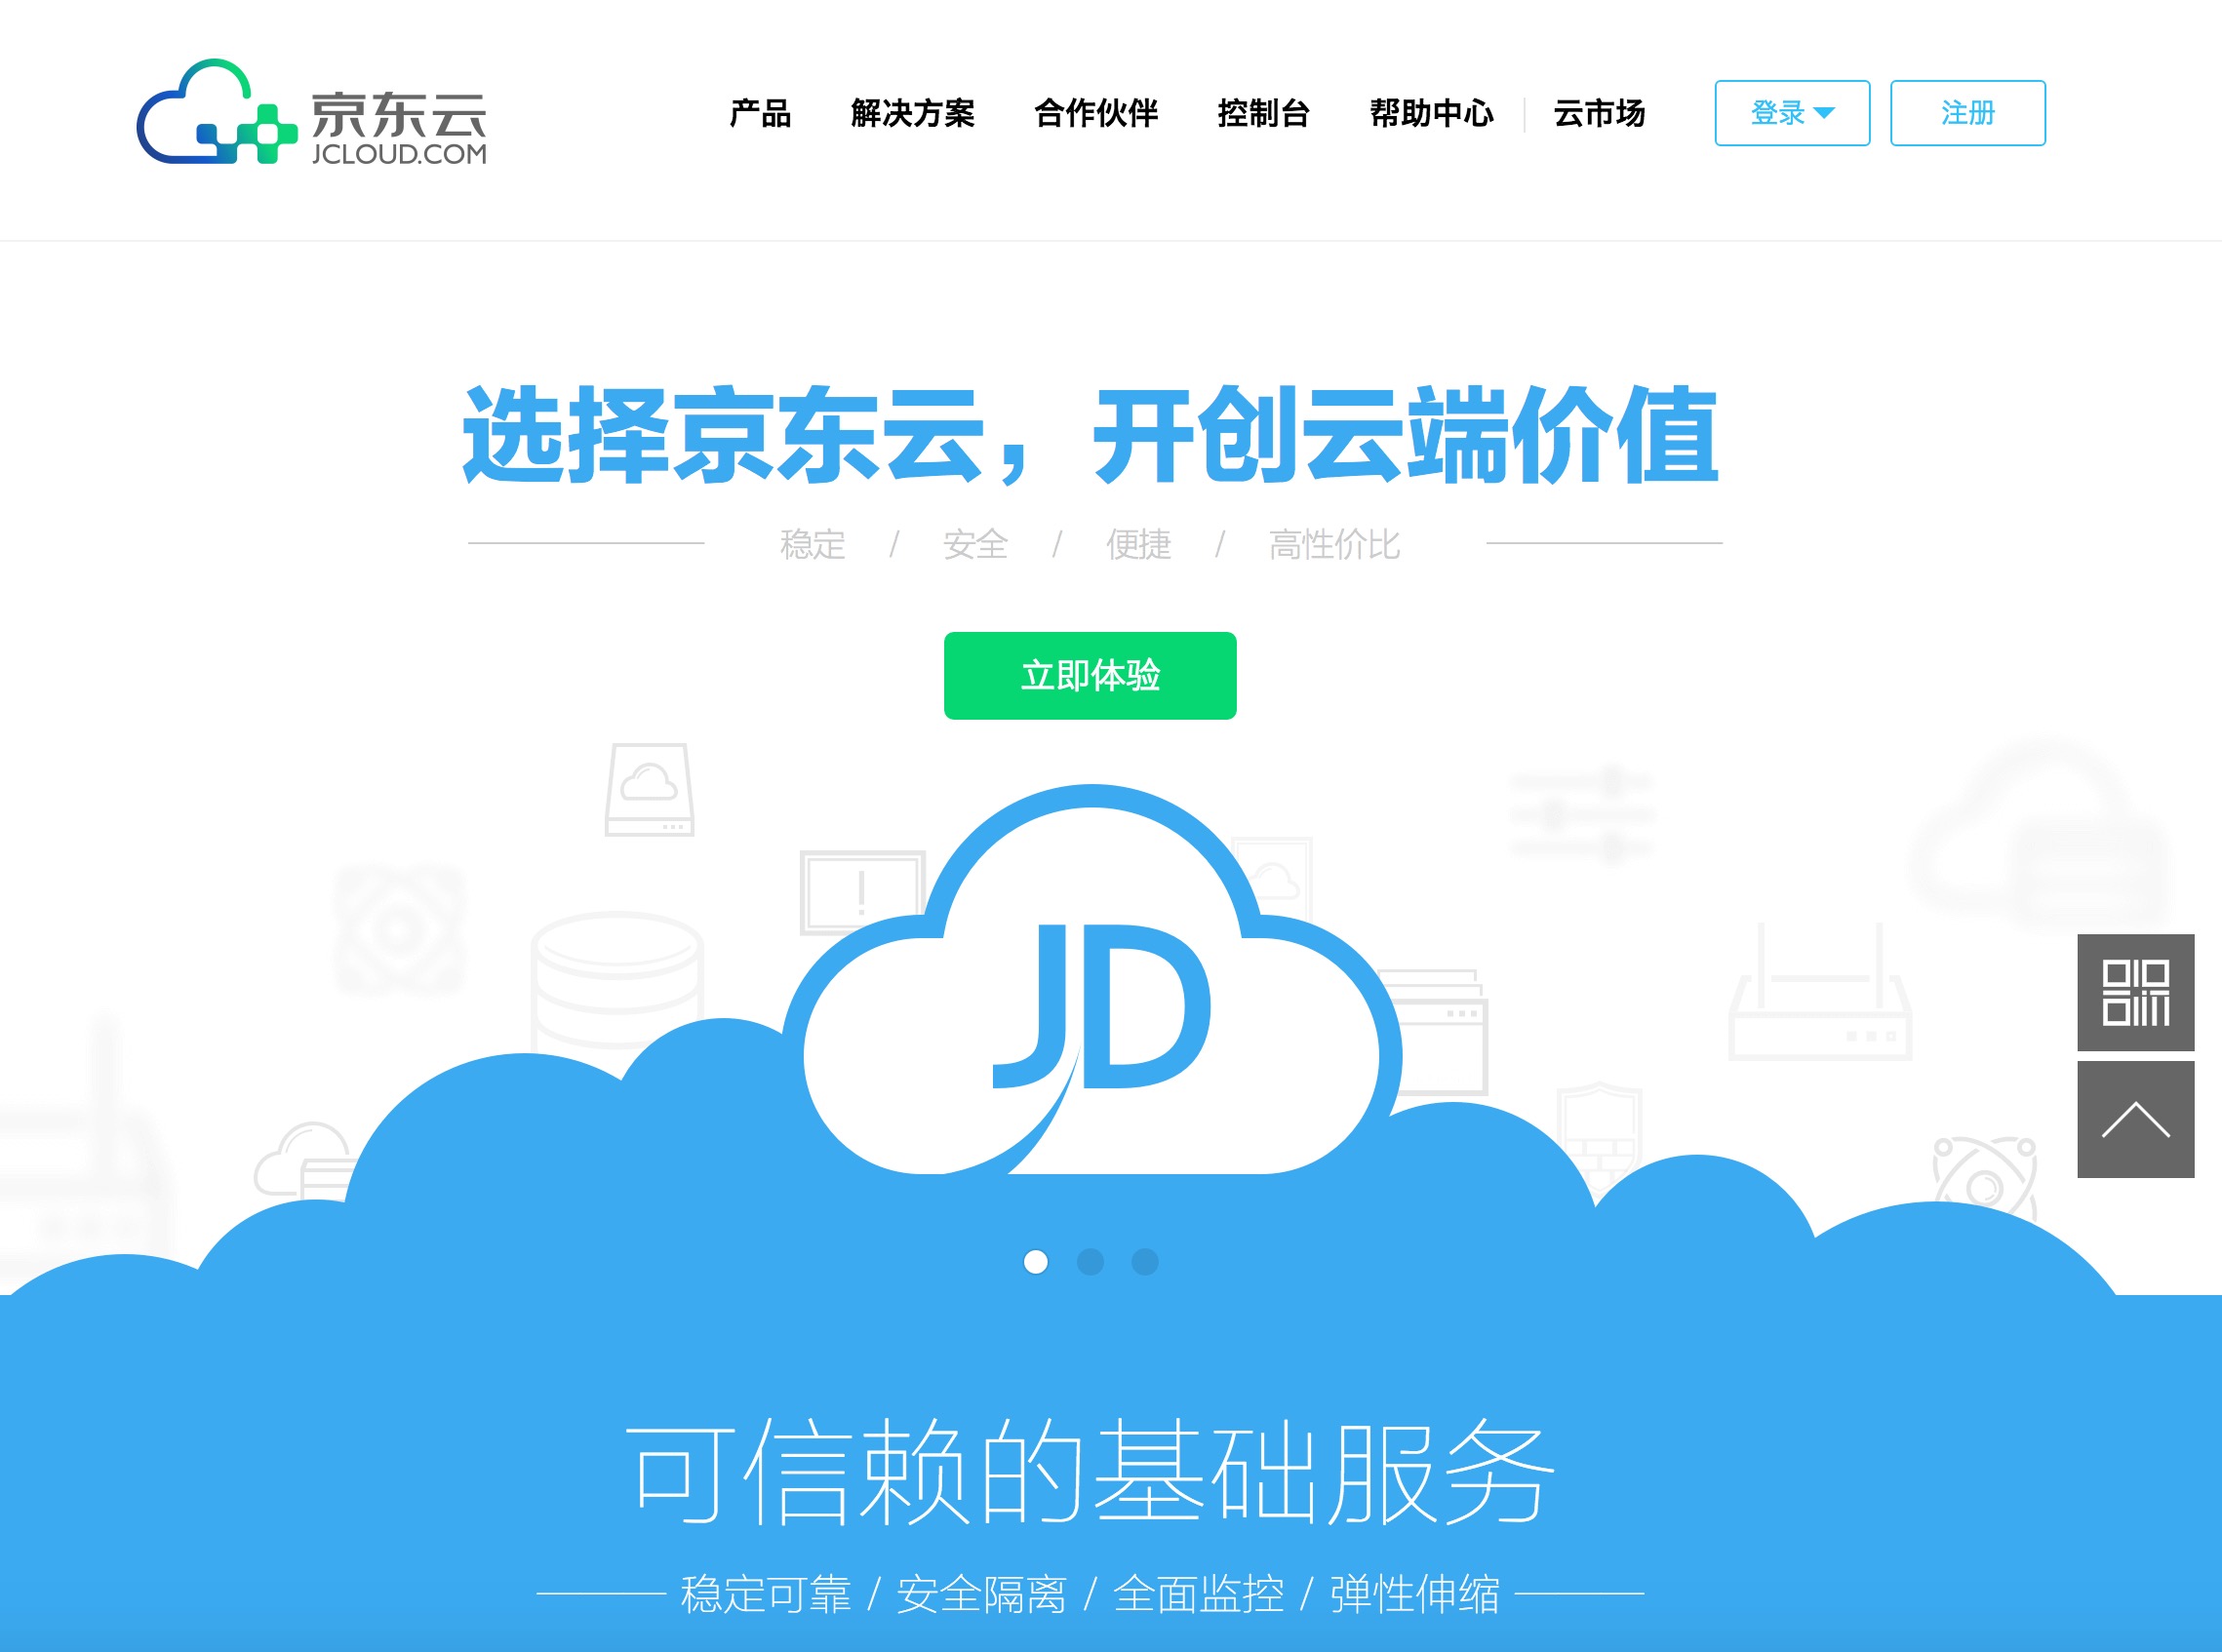 京东云
JCLOUD.COM
产品 解决方案 合作伙伴 控制台 帮助中心 云市场 登录 注册
选择京东云，开创云端价值
稳定 / 安全 / 便捷 / 高性价比
立即体验
JD
可信赖的基础服务
稳定可靠 / 安全隔离 / 全面监控 / 弹性伸缩